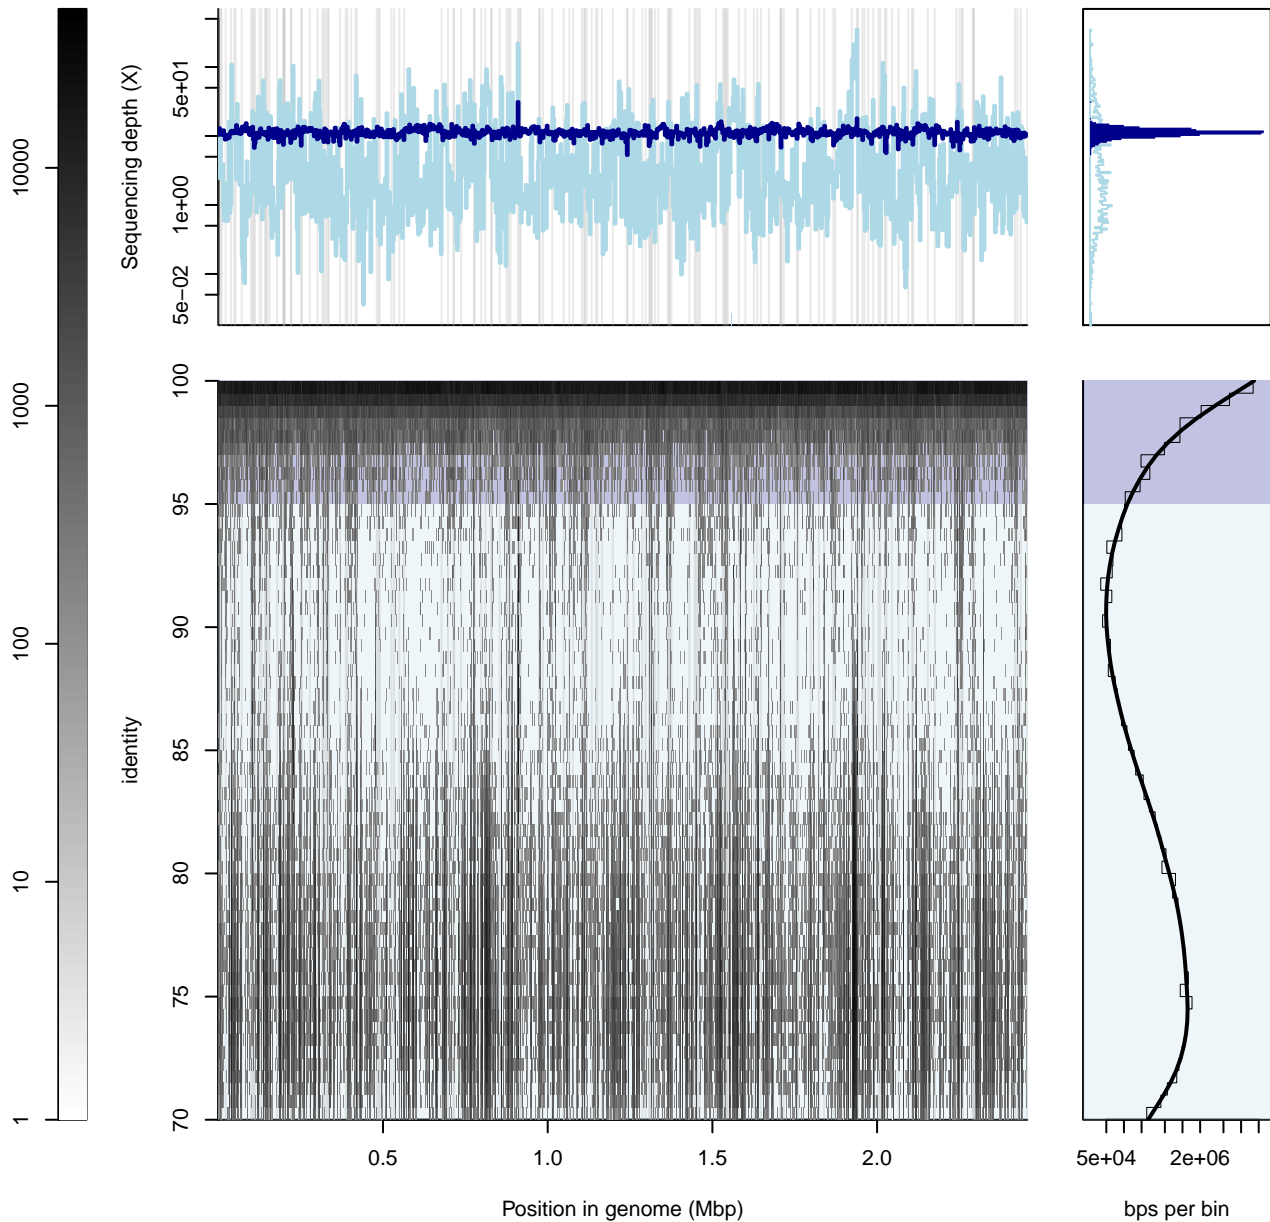 10000
1000
100
10
1
Sequencing depth (X)
5e+01
1e+00
5e−02
identity
100
95
90
85
80
75
70
0.5
1.0
1.5
2.0
Position in genome (Mbp)
5e+04
2e+06
bps per bin